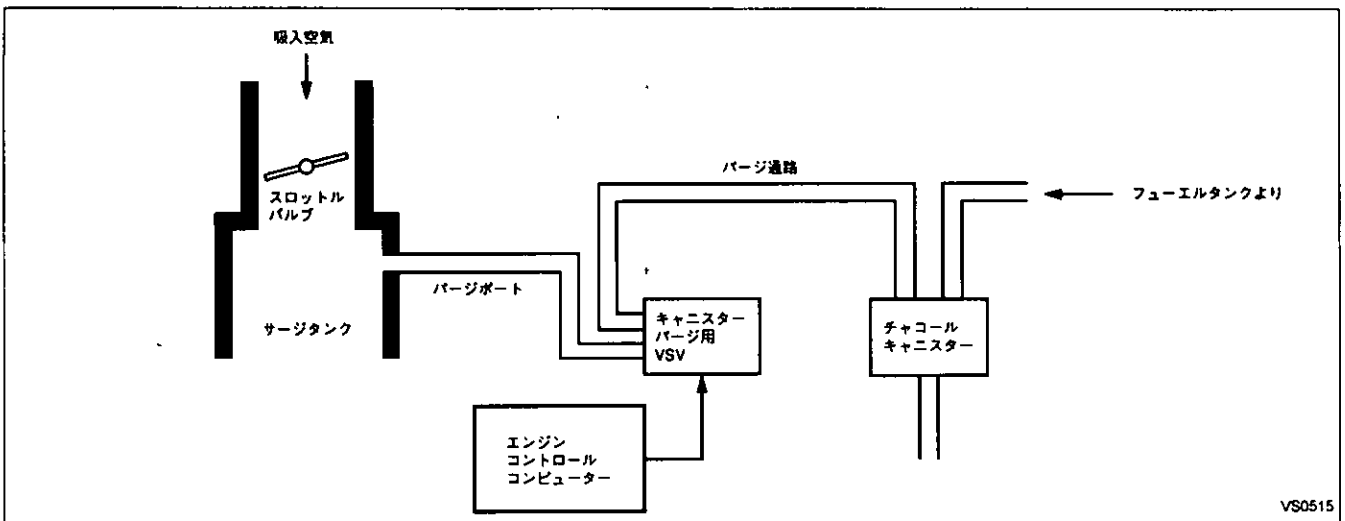 吸入空気
スロットル
バルブ
パージ通路
フューエルタンクより
パージポート
サージタンク
キャニスター
パージ用
VSV
チャコール
キャニスター
エンジン
コントロール
コンピューター
VS0515